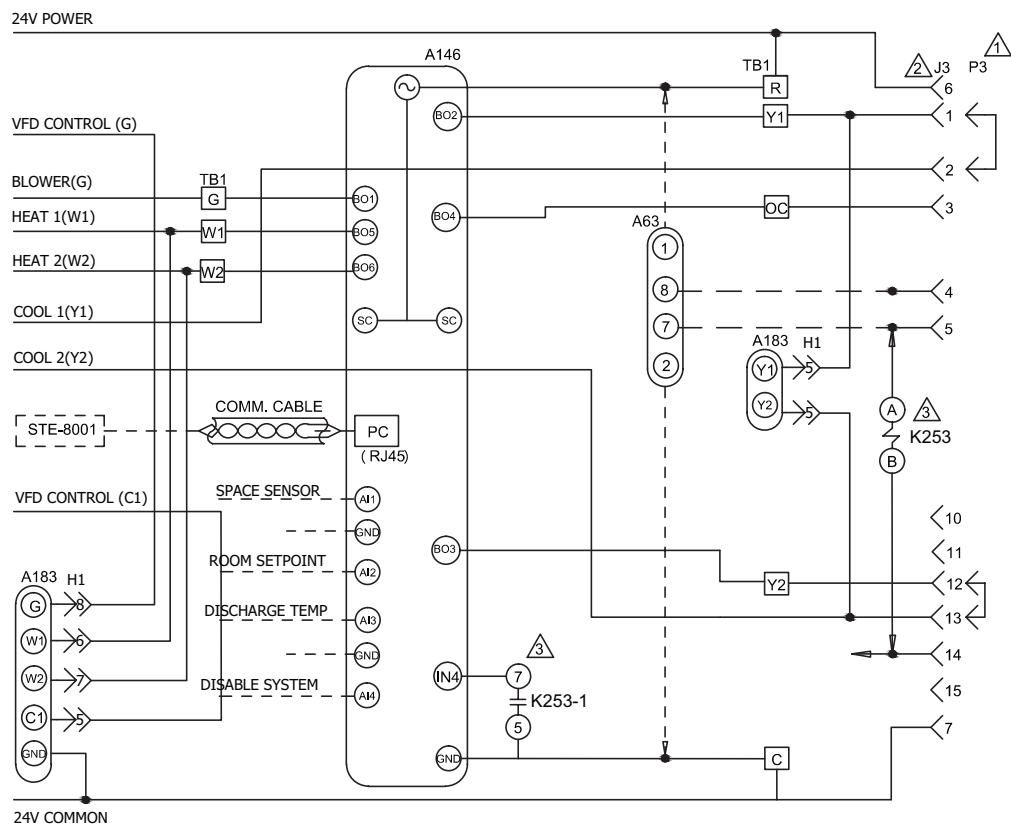 24V POWER
A146
1
TB1
2
J3
P3
R
6
BO2
Y1
1
VFD CONTROL (G)
2
BLOWER(G)
TB1
G
BO1
HEAT 1(W1)
W1
BO5
BO4
OC
3
A63
1
HEAT 2(W2)
W2
BO6
8
4
COOL 1(Y1)
SC
SC
7
5
COOL 2(Y2)
2
A183
H1
Y1
5
Y2
5
A
3
K253
B
STE-8001
COMM. CABLE
PC
( RJ45)
VFD CONTROL (C1)
SPACE SENSOR
AI1
GND
10
ROOM SETPOINT
AI2
BO3
11
Y2
12
A183
H1
G
8
DISCHARGE TEMP
AI3
13
W1
6
GND
14
W2
7
DISABLE SYSTEM
AI4
IN4
7
3
K253-1
15
C1
5
5
7
GND
GND
C
24V COMMON